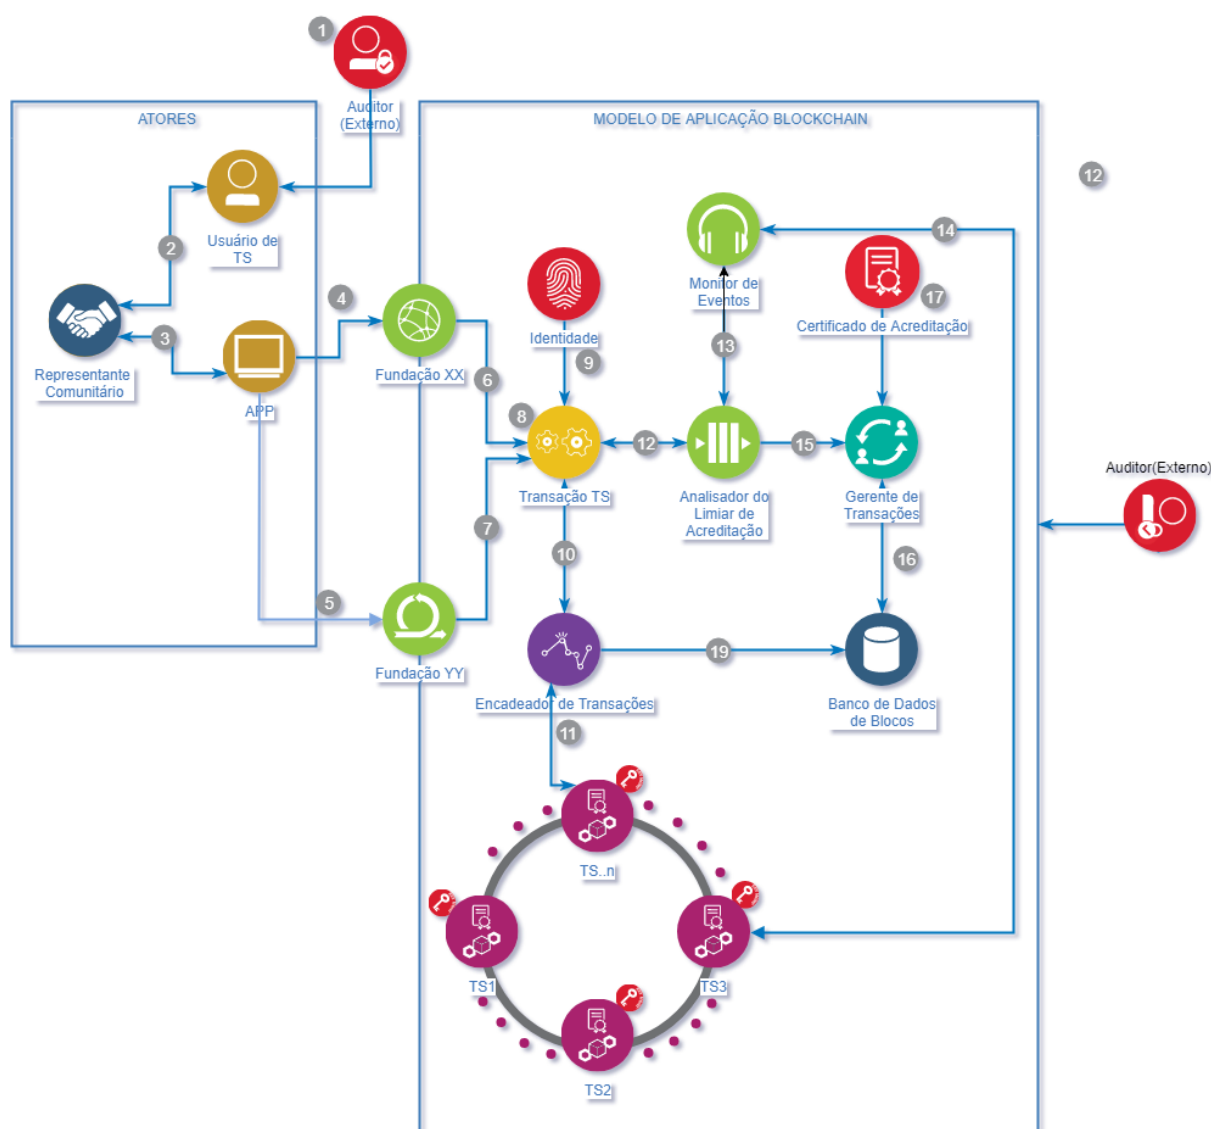 1
Auditor
(Externo)
ATORES
MODELO DE APLICAÇÃO BLOCKCHAIN
12
Usuário de
TS
2
14
Monitor de
Eventos
17
Certificado de Acreditação
4
Identidade
3
13
9
Representante
Comunitário
Fundação XX
6
APP
8
12
15
Auditor(Externo)
Transação TS
Analisador do
Limiar de
Acreditação
Gerente de
Transações
7
10
16
5
19
Fundação YY
Encadeador de Transações
Banco de Dados
de Blocos
11
TS..n
TS1
TS3
TS2